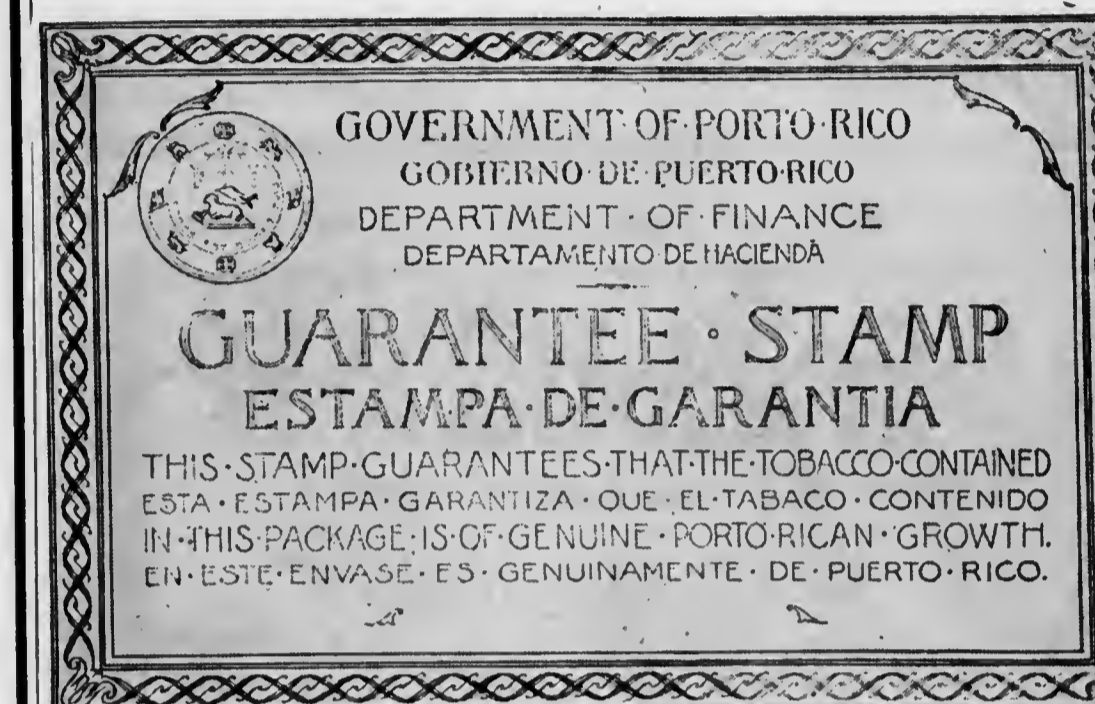 GOVERNMENT·OF·PORTO·RICO
GOBIERNO·DE·PUERTO·RICO
DEPARTMENT·OF·FINANCE
DEPARTAMENTO·DE HACIENDA
GUARANTEE·STAMP
ESTAMPA·DE·GARANTIA
THIS·STAMP·GUARANTEES·THAT·THE·TOBACCO·CONTAINED
ESTA·ESTAMPA·GARANTIZA·QUE·EL·TABACO·CONTENIDO
IN·THIS·PACKAGE·IS·OF·GENUINE·PORTO·RICAN·GROWTH.
EN·ESTE·ENVASE·ES·GENUINAMENTE·DE·PUERTO·RICO.